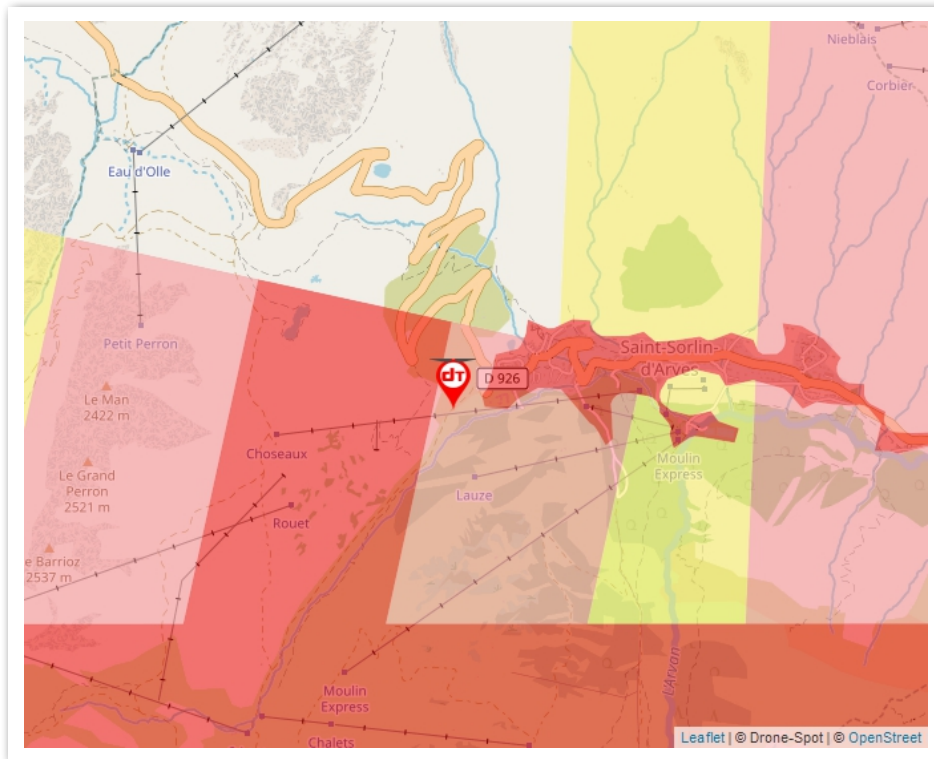 Nieblais
Corbier
Eau d'Olle
Petit Perron
Saint-Sorlin-
d'Arves
dT
D 926
Le Man
2422 m
Choseaux
Moulin
Express
Le Grand
Perron
2521 m
Lauze
Rouet
e Barrioz
2537 m
L'Arvan
Moulin
Express
Chalets
Leaflet | © Drone-Spot | © OpenStreet